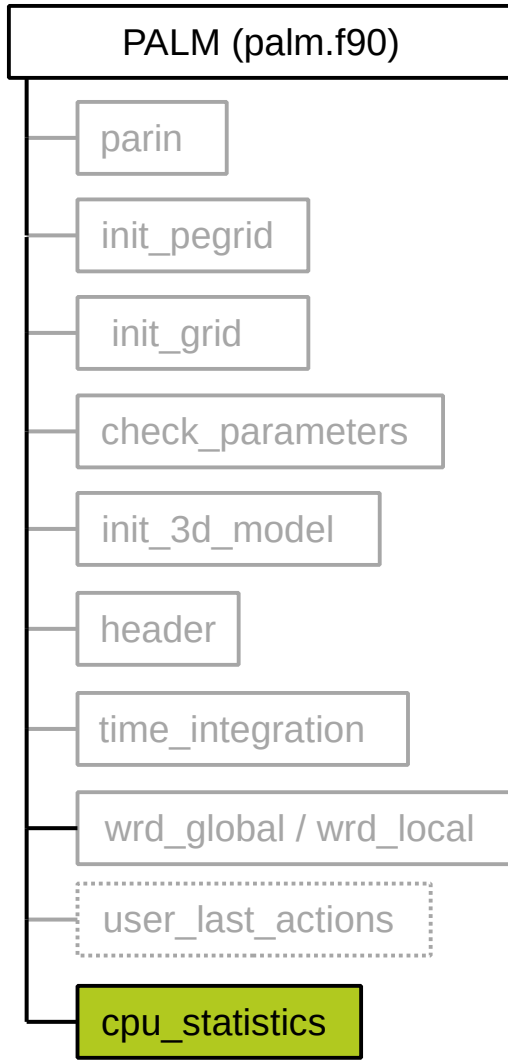 PALM (palm.f90)
parin
init_pegrid
init_grid
check_parameters
init_3d_model
header
time_integration
wrd_global / wrd_local
user_last_actions
cpu_statistics